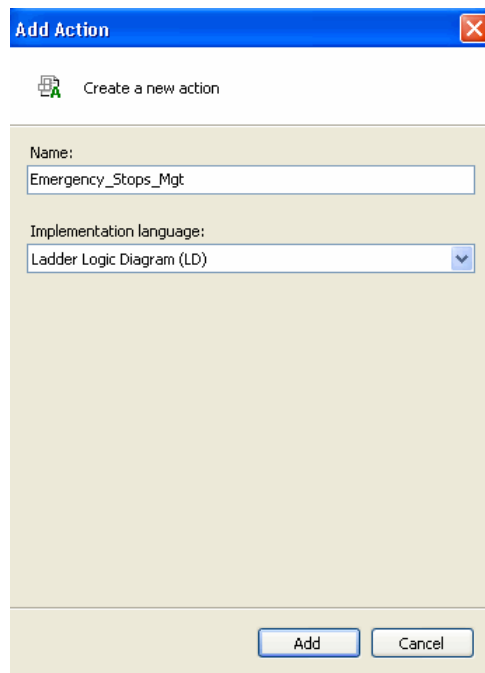 Add Action
Create a new action
Name:
Emergency_Stops_Mgt
Implementation language:
Ladder Logic Diagram (LD)
Add
Cancel